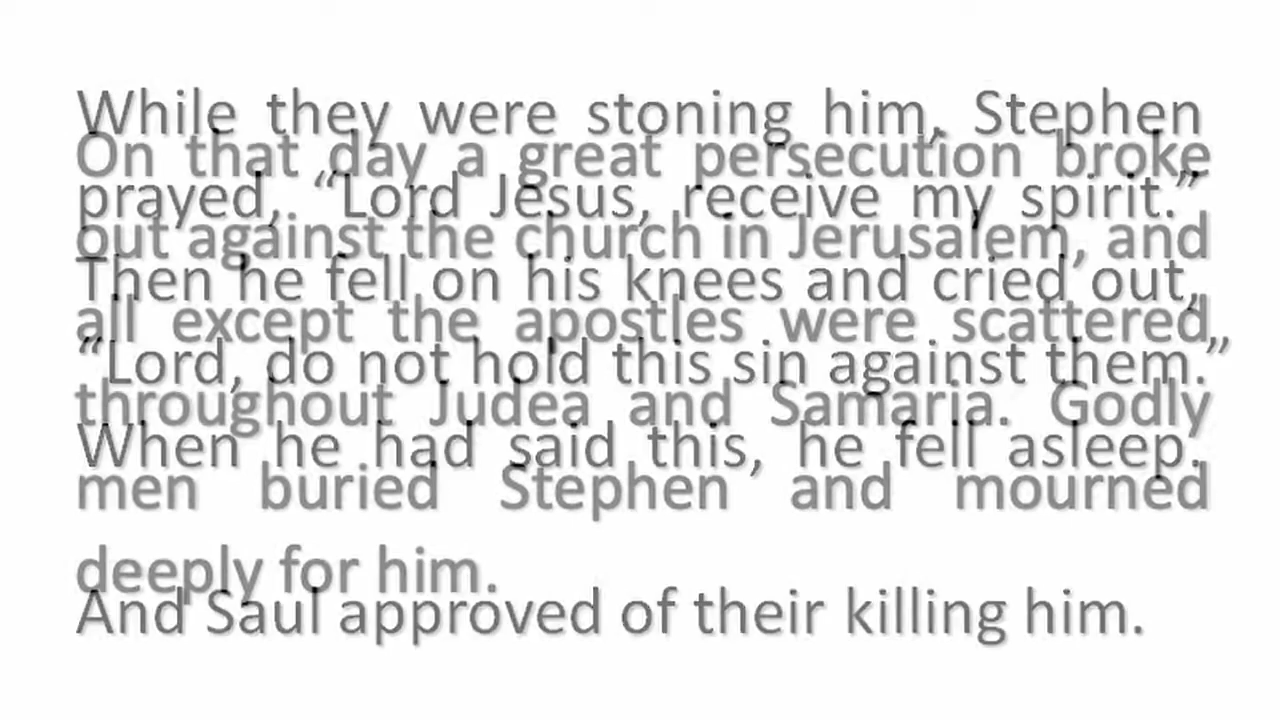 While they were stoning him, Stephen
On that day a great persecution broke
prayed, “Lord Jesus, receive my spirit.”
out against the church in Jerusalem, and
Then he fell on his knees and cried out,
all except the apostles were scattered
“Lord, do not hold this sin against them.”
throughout Judea and Samaria. Godly
When he had said this, he fell asleep.
men buried Stephen and mourned
deeply for him.
And Saul approved of their killing him.